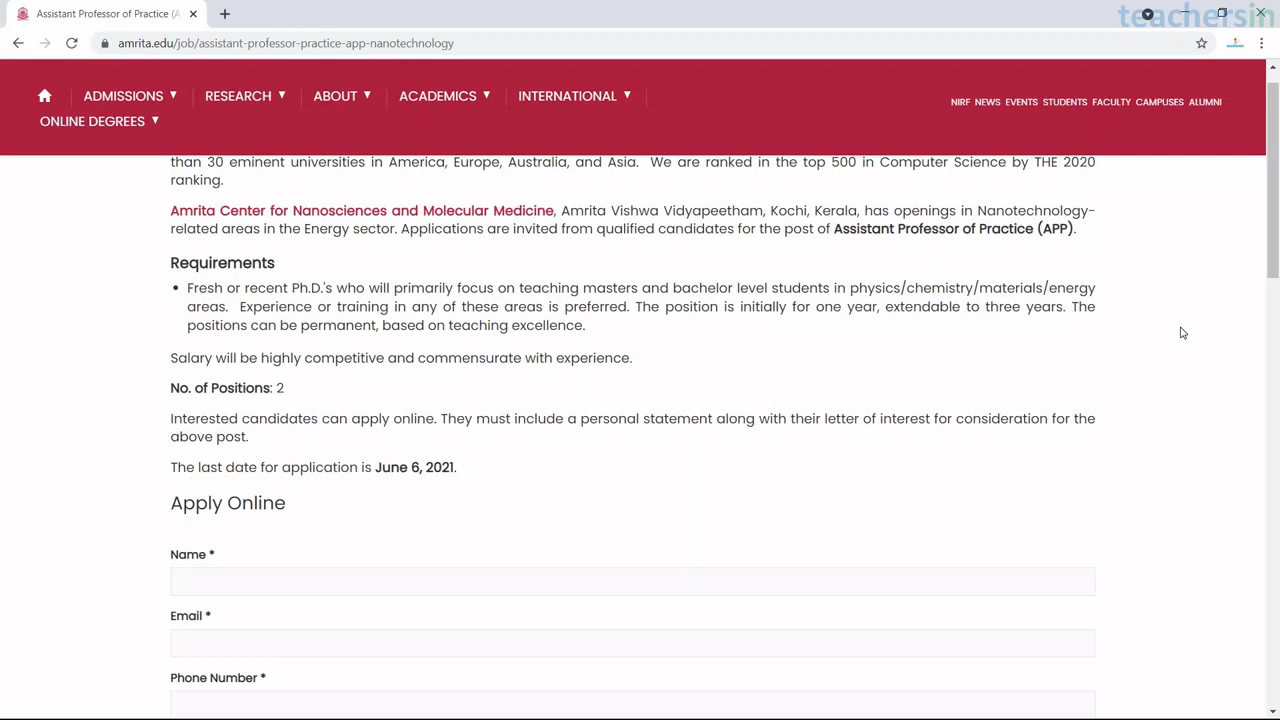 Assistant Professor of Practice (A
teachersin
amrita.edu/job/assistant-professor-practice-app-nanotechnology
ADMISSIONS ▼ RESEARCH ▼ ABOUT ▼ ACADEMICS ▼ INTERNATIONAL ▼
NIRF NEWS EVENTS STUDENTS FACULTY CAMPUSES ALUMNI
ONLINE DEGREES ▼
than 30 eminent universities in America, Europe, Australia, and Asia. We are ranked in the top 500 in Computer Science by THE 2020
ranking.
Amrita Center for Nanosciences and Molecular Medicine, Amrita Vishwa Vidyapeetham, Kochi, Kerala, has openings in Nanotechnology-
related areas in the Energy sector. Applications are invited from qualified candidates for the post of Assistant Professor of Practice (APP).
Requirements
• Fresh or recent Ph.D.'s who will primarily focus on teaching masters and bachelor level students in physics/chemistry/materials/energy
areas. Experience or training in any of these areas is preferred. The position is initially for one year, extendable to three years. The
positions can be permanent, based on teaching excellence.
Salary will be highly competitive and commensurate with experience.
No. of Positions: 2
Interested candidates can apply online. They must include a personal statement along with their letter of interest for consideration for the
above post.
The last date for application is June 6, 2021.
Apply Online
Name *
Email *
Phone Number *